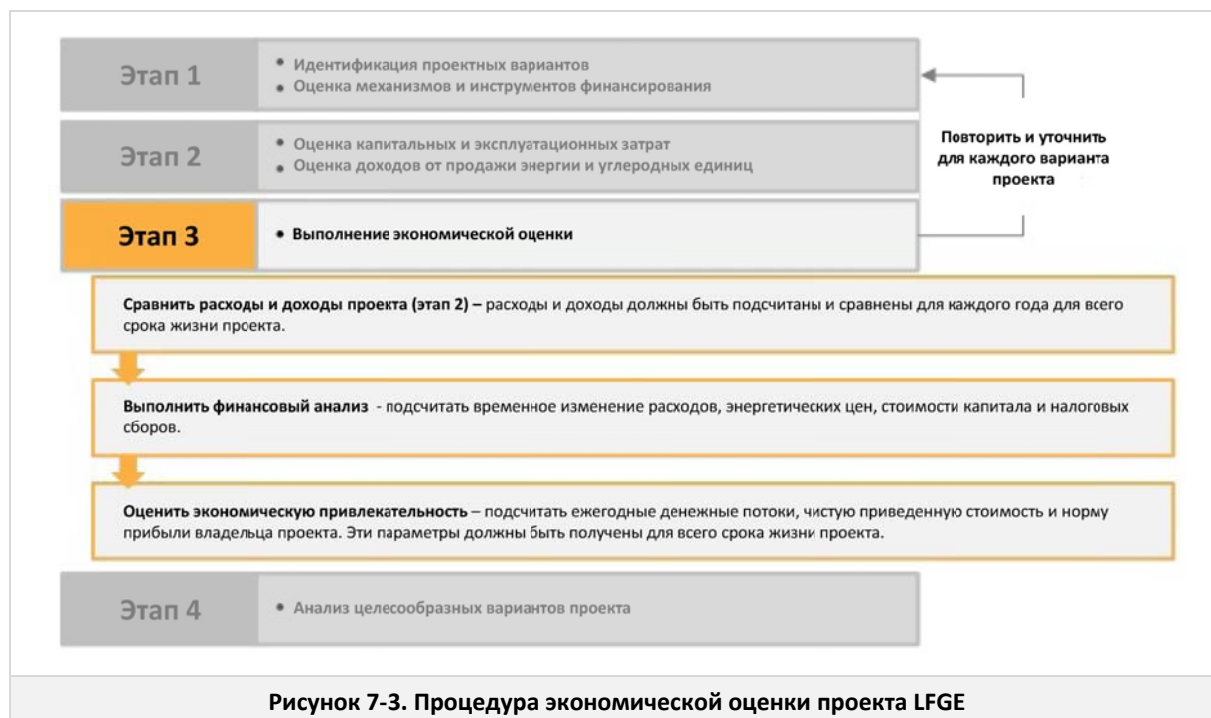 Этап 1
• Идентификация проектных вариантов
• Оценка механизмов и инструментов финансирования
Повторить и уточнить
для каждого варианта
проекта
Этап 2
• Оценка капитальных и эксплуатационных затрат
• Оценка доходов от продажи энергии и углеродных единиц
Этап 3
• Выполнение экономической оценки
Сравнить расходы и доходы проекта (этап 2) – расходы и доходы должны быть подсчитаны и сравнены для каждого года для всего
срока жизни проекта.
Выполнить финансовый анализ - подсчитать временное изменение расходов, энергетических цен, стоимости капитала и налоговых
сборов.
Оценить экономическую привлекательность – подсчитать ежегодные денежные потоки, чистую приведенную стоимость и норму
прибыли владельца проекта. Эти параметры должны быть получены для всего срока жизни проекта.
Этап 4
• Анализ целесообразных вариантов проекта
Рисунок 7-3. Процедура экономической оценки проекта LFGE